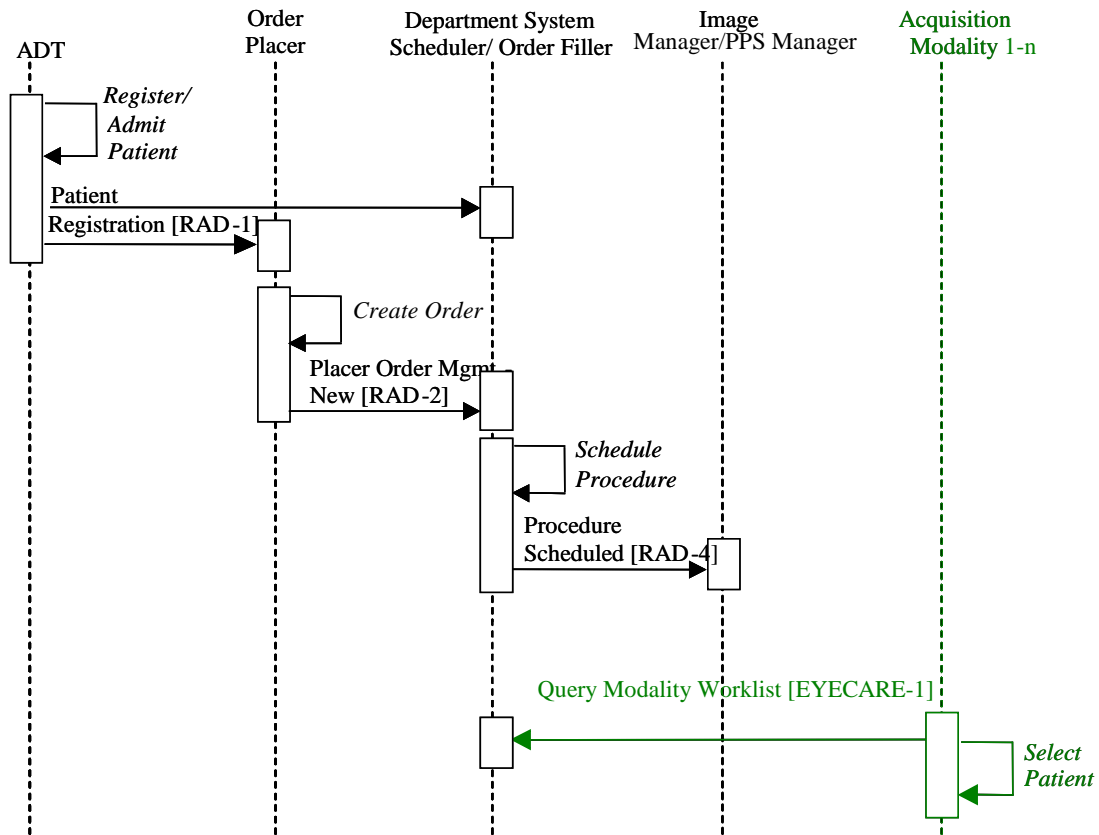 ADT
Order
Placer
Department System
Scheduler/ Order Filler
Image
Manager/PPS Manager
Acquisition
Modality 1-n
Register/
Admit
Patient
Patient
Registration [RAD-1]
Create Order
Placer Order Mgmt -
New [RAD-2]
Schedule
Procedure
Procedure
Scheduled [RAD-4]
Query Modality Worklist [EYECARE-1]
Select
Patient